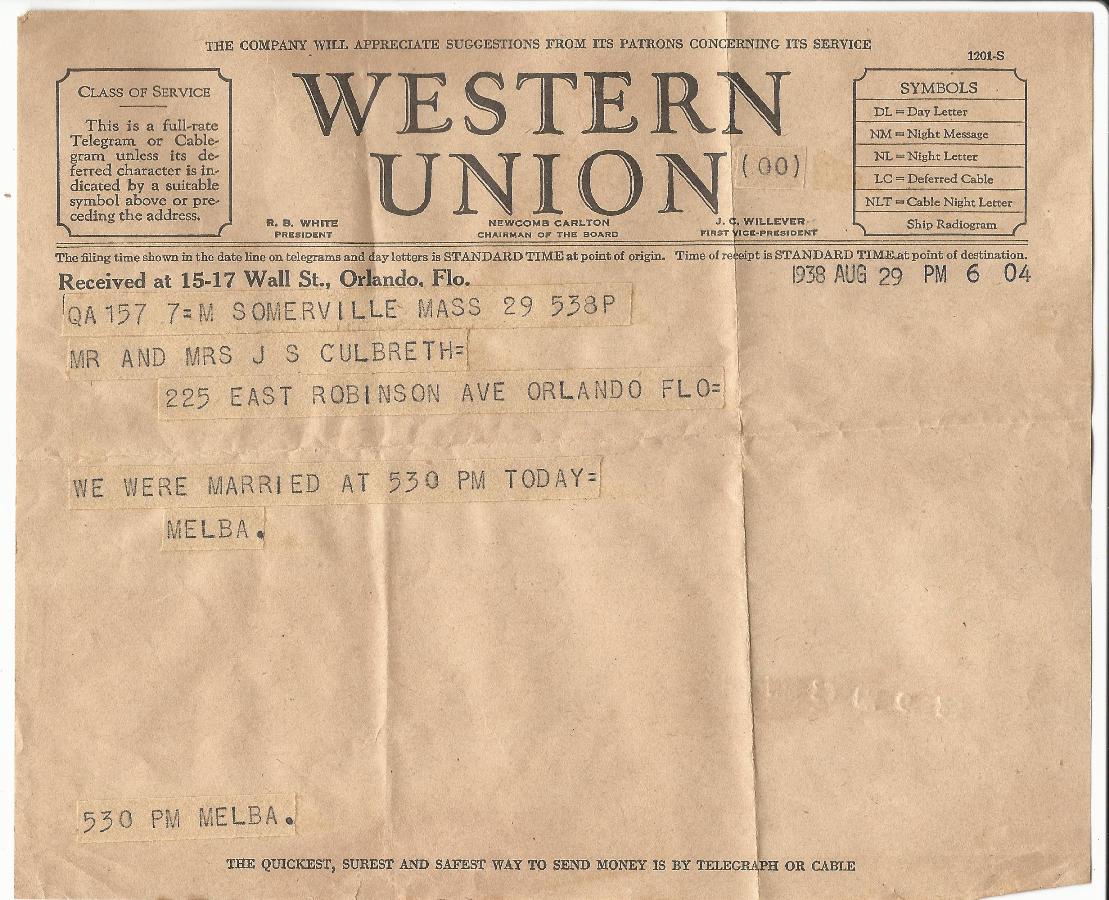 THE COMPANY WILL APPRECIATE SUGGESTIONS FROM ITS PATRONS CONCERNING ITS SERVICE
1201-S
CLASS OF SERVICE
This is a full-rate
Telegram or Cable-
gram unless its de-
ferred character is in-
dicated by a suitable
symbol above or pre-
ceding the address.
WESTERN
UNION
(00)
R. B. WHITE
PRESIDENT
NEWCOMB CARLTON
CHAIRMAN OF THE BOARD
J. C. WILLEVER
FIRST VICE-PRESIDENT
SYMBOLS
DL = Day Letter
NM = Night Message
NL = Night Letter
LC = Deferred Cable
NLT = Cable Night Letter
Ship Radiogram
The filing time shown in the date line on telegrams and day letters is STANDARD TIME at point of origin. Time of receipt is STANDARD TIME at point of destination.
Received at 15-17 Wall St., Orlando, Flo.
1938 AUG 29 PM 6 04
QA157 7=M SOMERVILLE MASS 29 538P
MR AND MRS J S CULBRETH=
225 EAST ROBINSON AVE ORLANDO FLO=
WE WERE MARRIED AT 530 PM TODAY=
MELBA.
530 PM MELBA.
THE QUICKEST, SUREST AND SAFEST WAY TO SEND MONEY IS BY TELEGRAPH OR CABLE